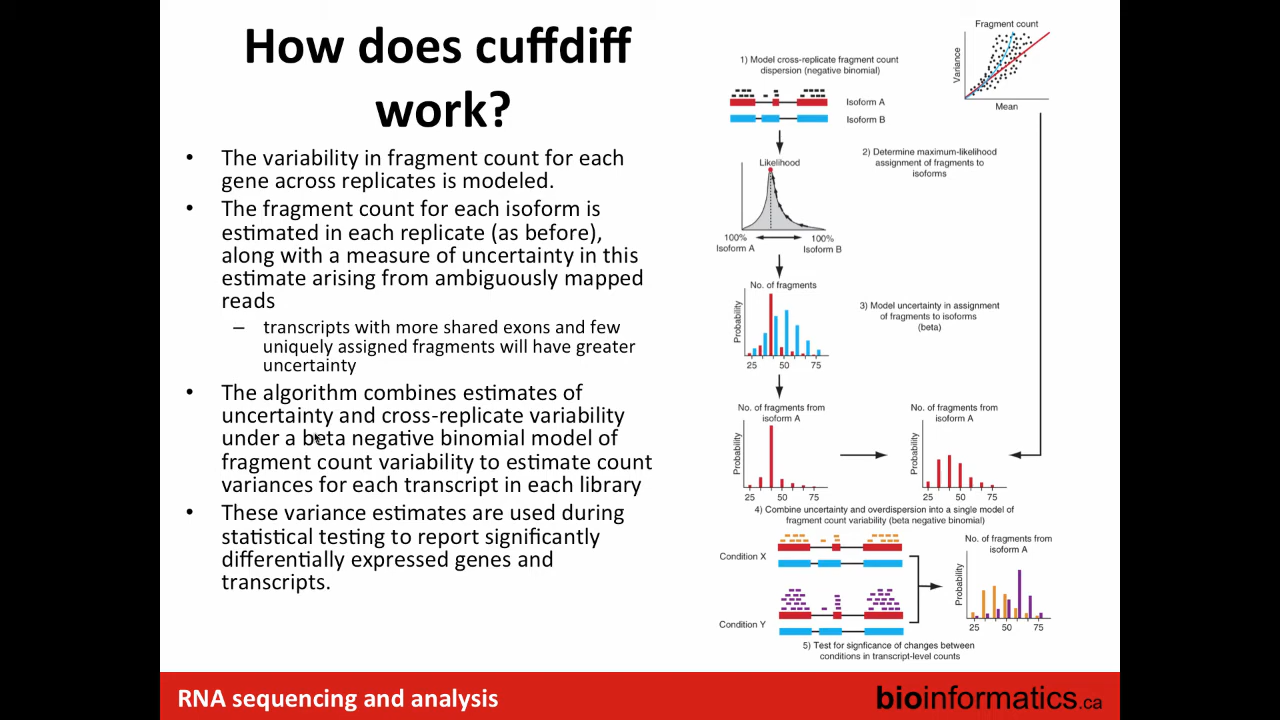 How does cuffdiff
work?
• The variability in fragment count for each
gene across replicates is modeled.
• The fragment count for each isoform is
estimated in each replicate (as before),
along with a measure of uncertainty in this
estimate arising from ambiguously mapped
reads
– transcripts with more shared exons and few
uniquely assigned fragments will have greater
uncertainty
• The algorithm combines estimates of
uncertainty and cross-replicate variability
under a beta negative binomial model of
fragment count variability to estimate count
variances for each transcript in each library
• These variance estimates are used during
statistical testing to report significantly
differentially expressed genes and
transcripts.
Fragment count
Variance
Mean
1) Model cross-replicate fragment count
dispersion (negative binomial)
Isoform A
Isoform B
2) Determine maximum-likelihood
assignment of fragments to
isoforms
Likelihood
100%
Isoform A
100%
Isoform B
No. of fragments
Probability
25 50 75
3) Model uncertainty in assignment
of fragments to isoforms
(beta)
No. of fragments from
isoform A
Probability
25 50 75
No. of fragments from
isoform A
Probability
25 50 75
4) Combine uncertainty and overdispersion into a single model of
fragment count variability (beta negative binomial)
Condition X
Condition Y
No. of fragments from
isoform A
Probability
25 50 75
5) Test for signficance of changes between
conditions in transcript-level counts
RNA sequencing and analysis
bioinformatics.ca